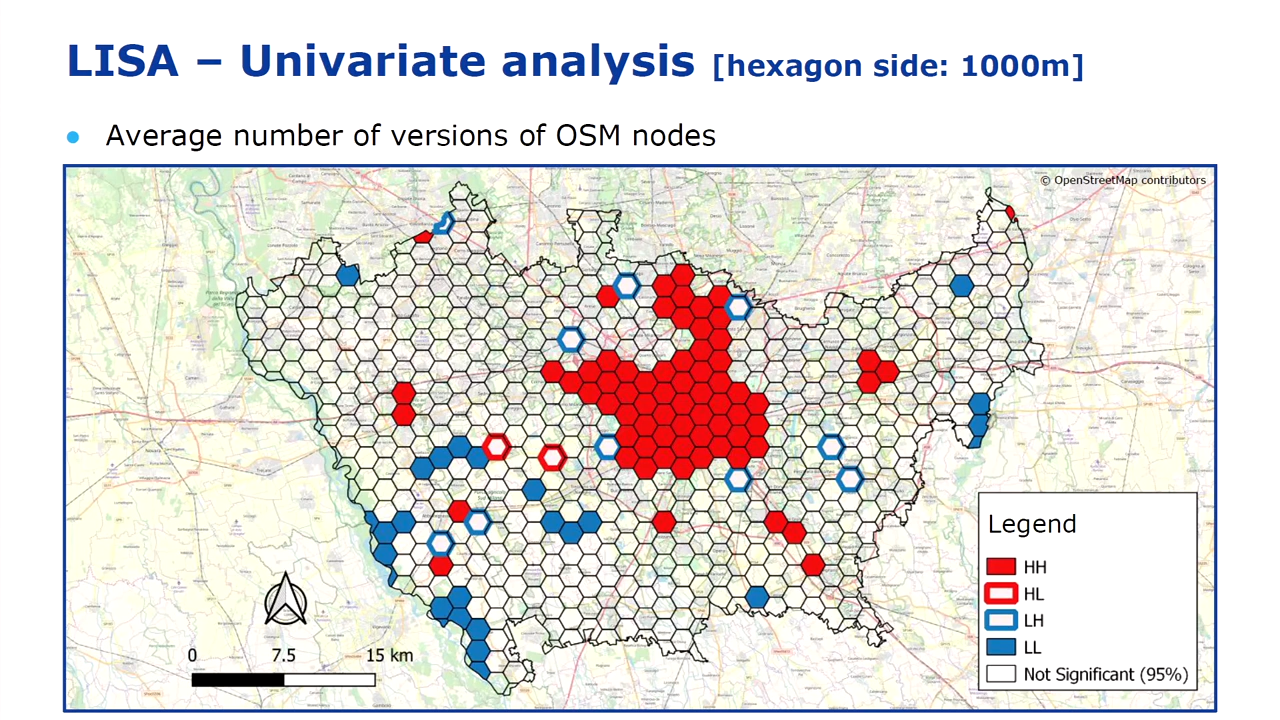 LISA – Univariate analysis [hexagon side: 1000m]
Average number of versions of OSM nodes
© OpenStreetMap contributors
Legend
HH
HL
LH
LL
Not Significant (95%)
0 7.5 15 km